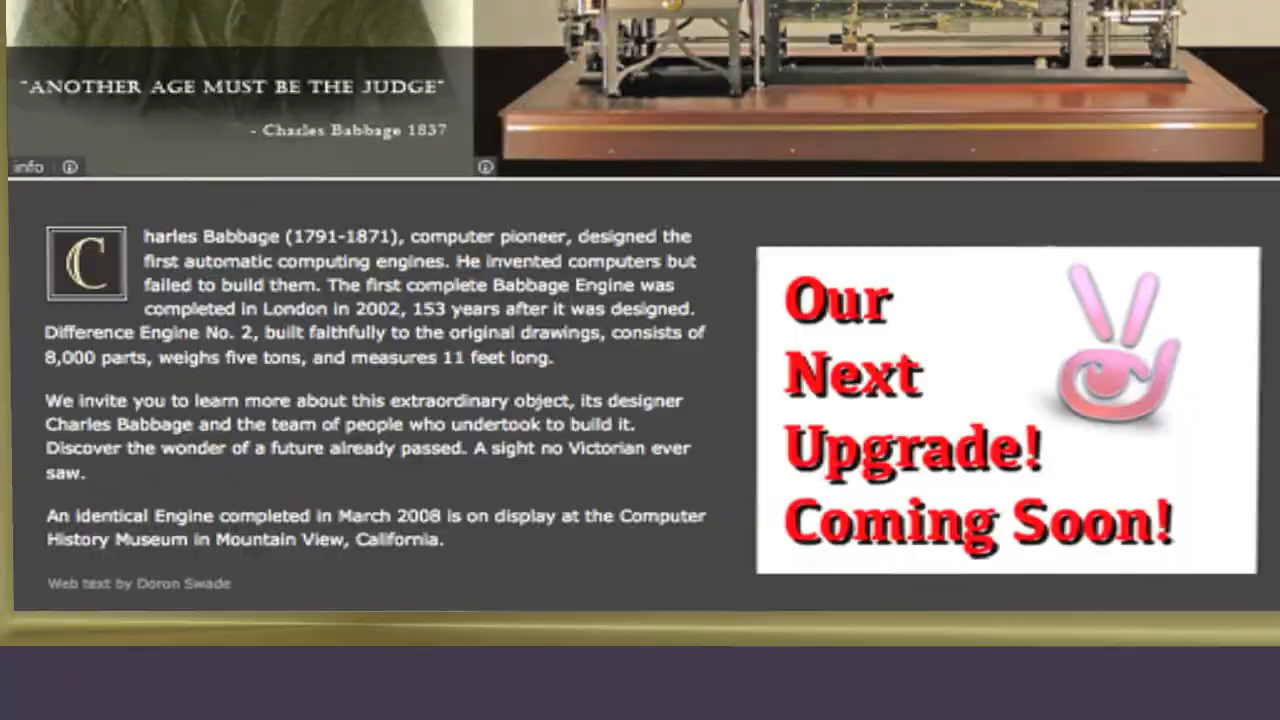 "ANOTHER AGE MUST BE THE JUDGE"
- Charles Babbage 1837
info
Charles Babbage (1791-1871), computer pioneer, designed the
first automatic computing engines. He invented computers but
failed to build them. The first complete Babbage Engine was
completed in London in 2002, 153 years after it was designed.
Difference Engine No. 2, built faithfully to the original drawings, consists of
8,000 parts, weighs five tons, and measures 11 feet long.
We invite you to learn more about this extraordinary object, its designer
Charles Babbage and the team of people who undertook to build it.
Discover the wonder of a future already passed. A sight no Victorian ever
saw.
An identical Engine completed in March 2008 is on display at the Computer
History Museum in Mountain View, California.
Web text by Doron Swade
Our
Next
Upgrade!
Coming Soon!